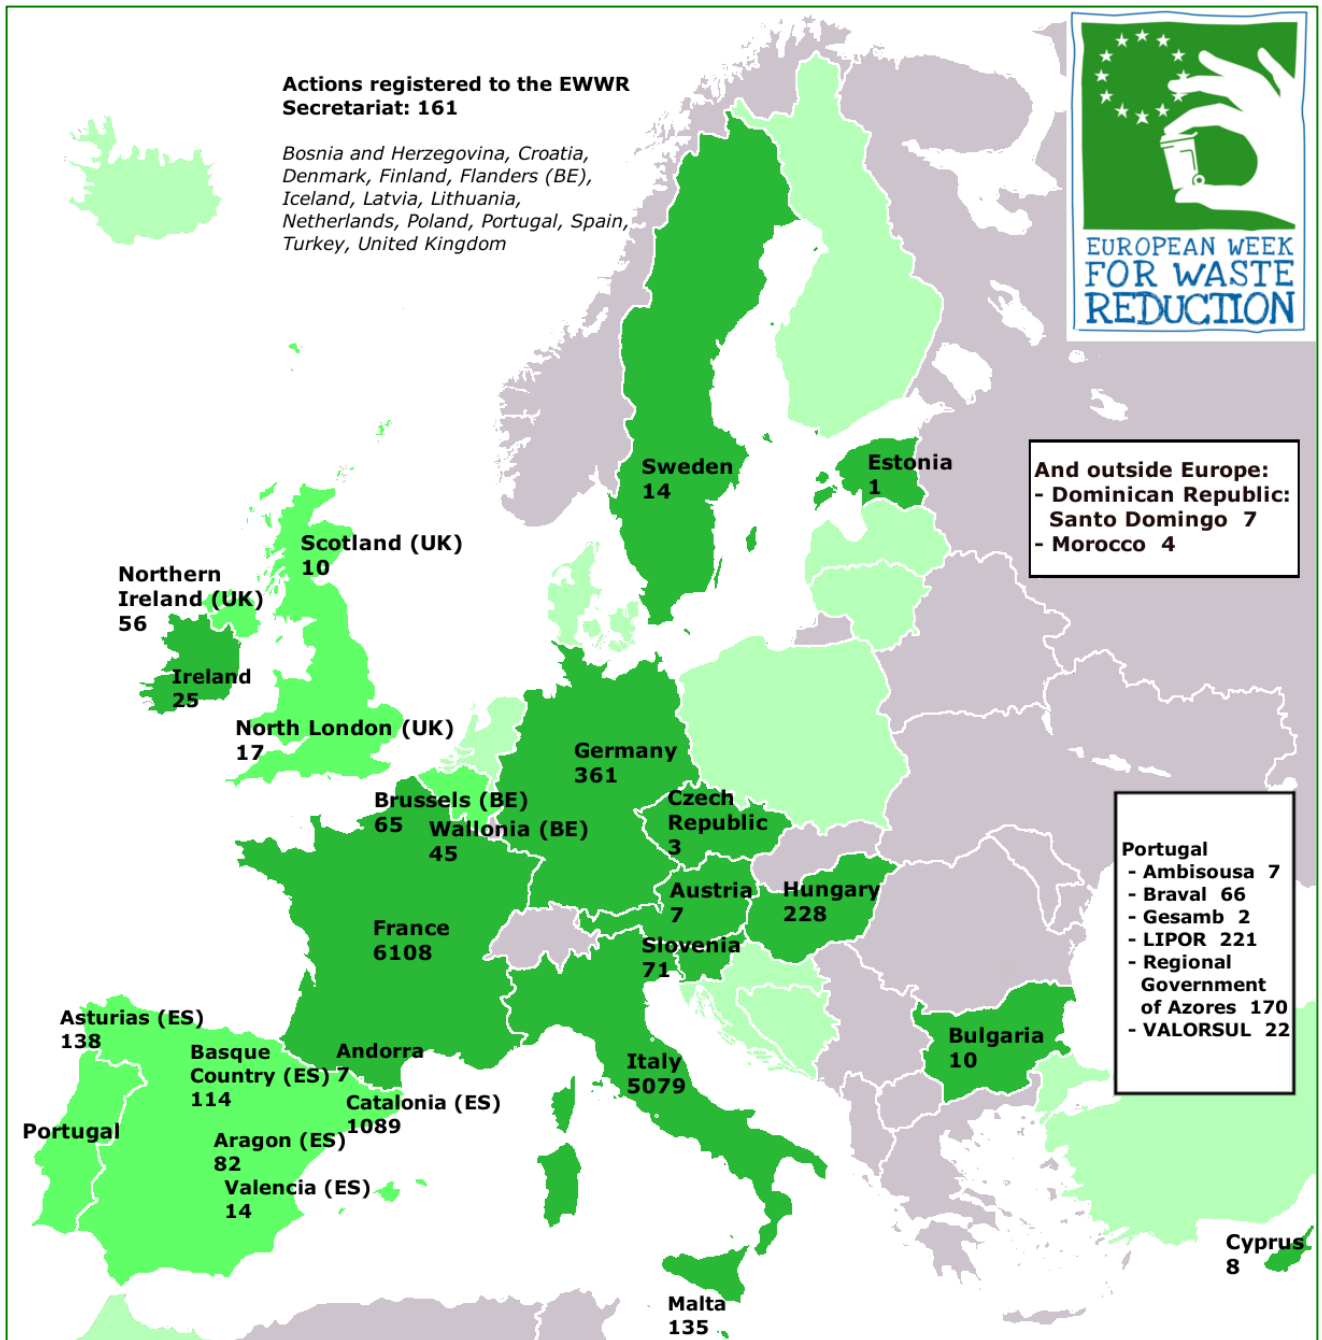 Actions registered to the EWWR
Secretariat: 161
Bosnia and Herzegovina, Croatia,
Denmark, Finland, Flanders (BE),
Iceland, Latvia, Lithuania,
Netherlands, Poland, Portugal, Spain,
Turkey, United Kingdom
EUROPEAN WEEK
FOR WASTE
REDUCTION
Sweden
14
Estonia
1
And outside Europe:
- Dominican Republic:
Santo Domingo 7
- Morocco 4
Scotland (UK)
10
Northern
Ireland (UK)
56
Ireland
25
North London (UK)
17
Germany
361
Brussels (BE)
65
Wallonia (BE)
45
Czech
Republic
3
Austria
7
Hungary
228
France
6108
Slovenia
71
Portugal
- Ambisousa 7
- Braval 66
- Gesamb 2
- LIPOR 221
- Regional
Government
of Azores 170
- VALORSUL 22
Asturias (ES)
138
Basque
Country (ES)
114
Andorra
7
Catalonia (ES)
1089
Italy
5079
Bulgaria
10
Portugal
Aragon (ES)
82
Valencia (ES)
14
Cyprus
8
Malta
135